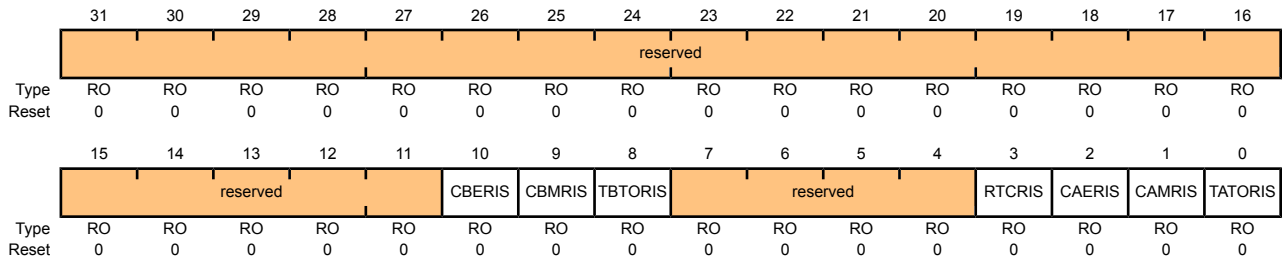 31 30 29 28 27 26 25 24 23 22 21 20 19 18 17 16
reserved
Type RO RO RO RO RO RO RO RO RO RO RO RO RO RO RO RO
Reset 0 0 0 0 0 0 0 0 0 0 0 0 0 0 0 0
15 14 13 12 11 10 9 8 7 6 5 4 3 2 1 0
reserved CBERIS CBMRIS TBTORIS reserved RTCRIS CAERIS CAMRIS TATORIS
Type RO RO RO RO RO RO RO RO RO RO RO RO RO RO RO RO
Reset 0 0 0 0 0 0 0 0 0 0 0 0 0 0 0 0